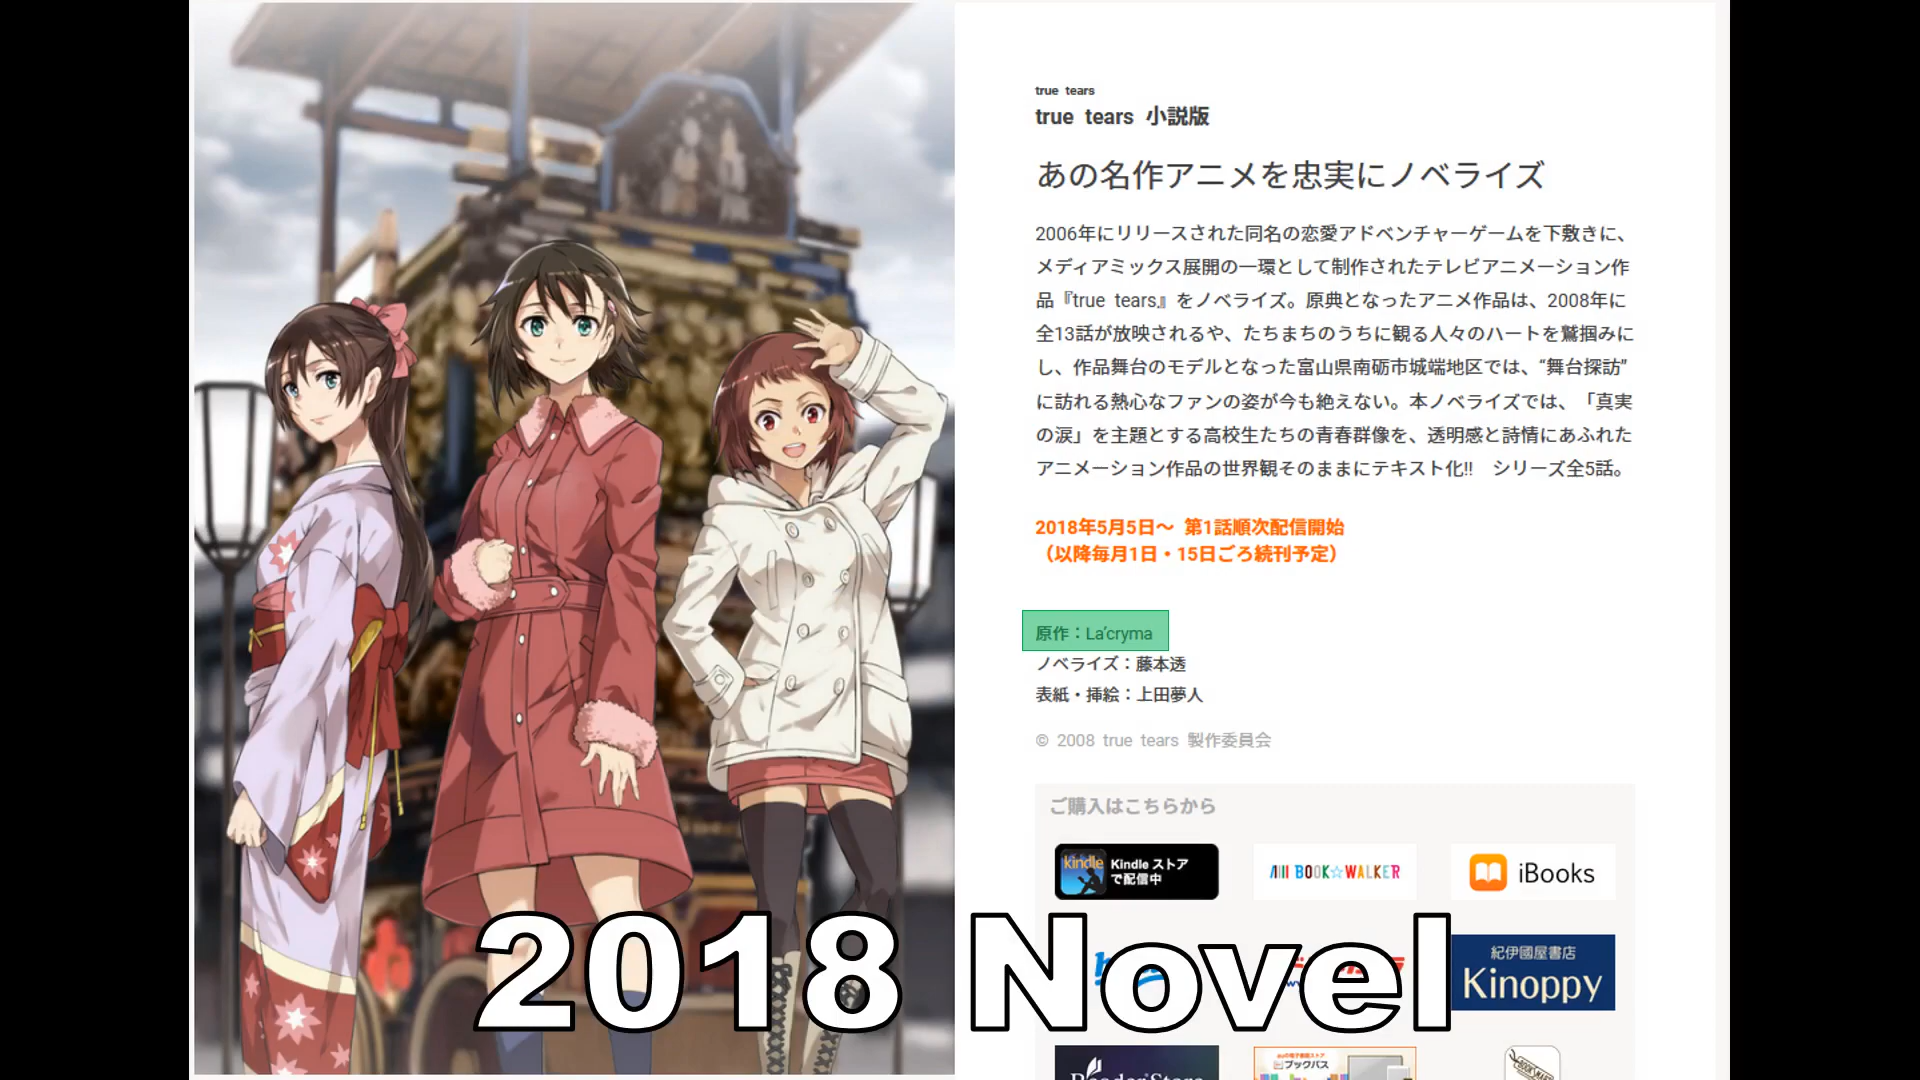 true tears
true tears 小説版
あの名作アニメを忠実にノベライズ
2006年にリリースされた同名の恋愛アドベンチャーゲームを下敷きに、
メディアミックス展開の一環として制作されたテレビアニメーション作
品『true tears』をノベライズ。原典となったアニメ作品は、2008年に
全13話が放映されるや、たちまちのうちに観る人々のハートを鷲掴みに
し、作品舞台のモデルとなった富山県南砺市城端地区では、“舞台探訪”
に訪れる熱心なファンの姿が今も絶えない。本ノベライズでは、「真実
の涙」を主題とする高校生たちの青春群像を、透明感と詩情にあふれた
アニメーション作品の世界観そのままにテキスト化!! シリーズ全5話。
2018年5月5日〜 第1話順次配信開始
（以降毎月1日・15日ごろ続刊予定）
原作：La’cryma
ノベライズ：藤本透
表紙・挿絵：上田夢人
© 2008 true tears 製作委員会
ご購入はこちらから
kindle Kindle ストアで配信中
BOOK☆WALKER
iBooks
紀伊國屋書店
Kinoppy
2018 Novel
Reader Store
ブックパス